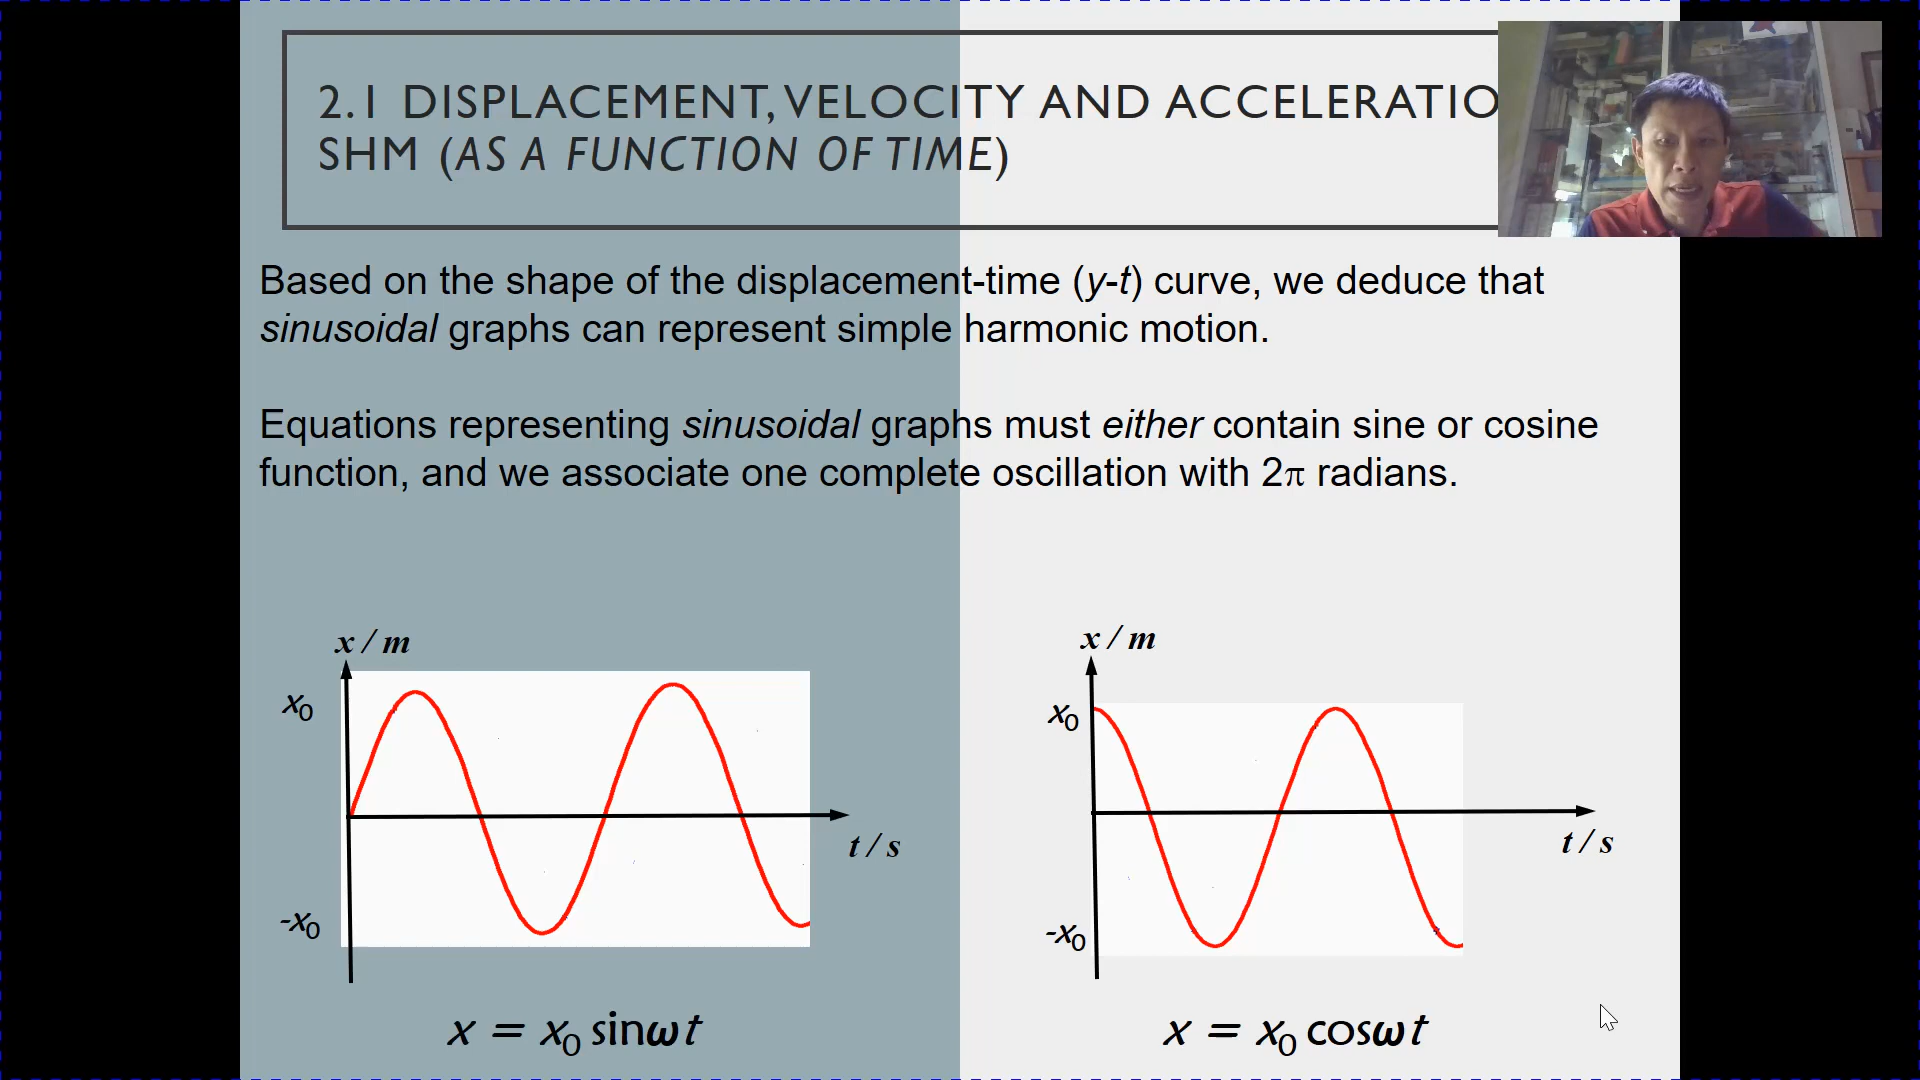 2.1 DISPLACEMENT, VELOCITY AND ACCELERATIO
SHM (AS A FUNCTION OF TIME)
Based on the shape of the displacement-time (y-t) curve, we deduce that
sinusoidal graphs can represent simple harmonic motion.
Equations representing sinusoidal graphs must either contain sine or cosine
function, and we associate one complete oscillation with 2π radians.
x / m
x₀
-x₀
t / s
x = x₀ sinωt
x / m
x₀
-x₀
t / s
x = x₀ cosωt